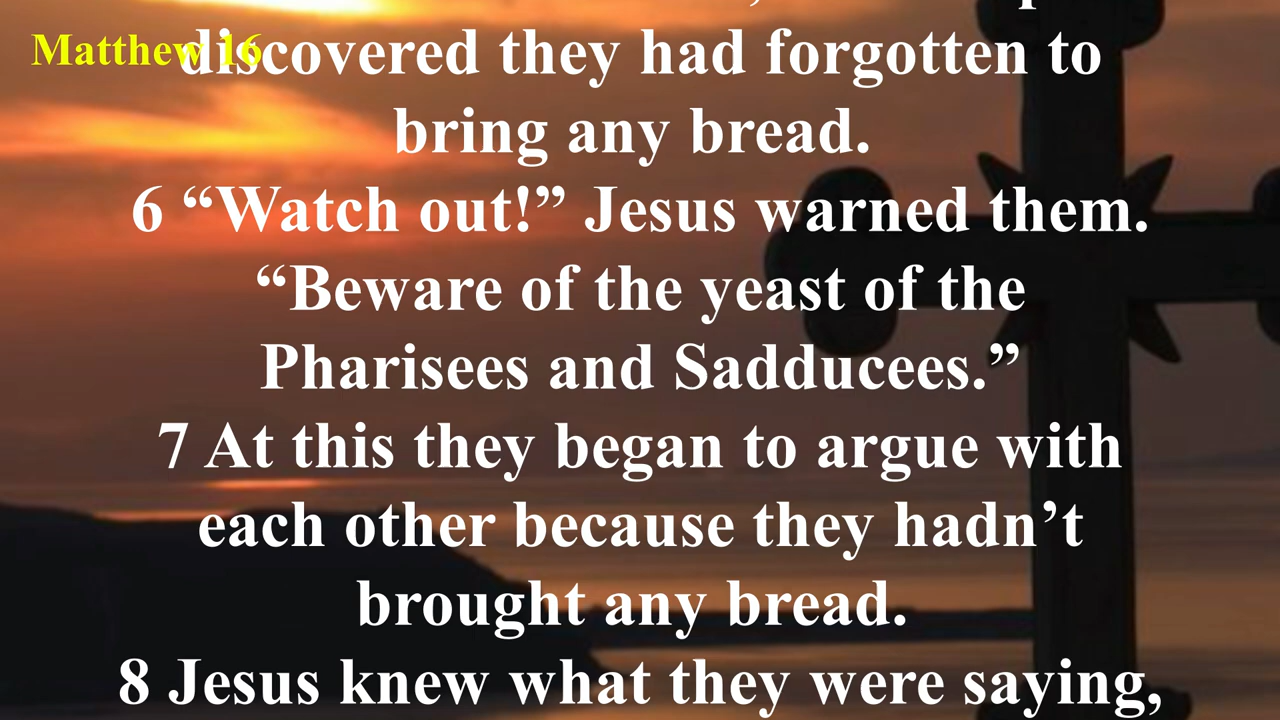 Matthew 16
discovered they had forgotten to
bring any bread.
6 “Watch out!” Jesus warned them.
“Beware of the yeast of the
Pharisees and Sadducees.”
7 At this they began to argue with
each other because they hadn’t
brought any bread.
8 Jesus knew what they were saying,